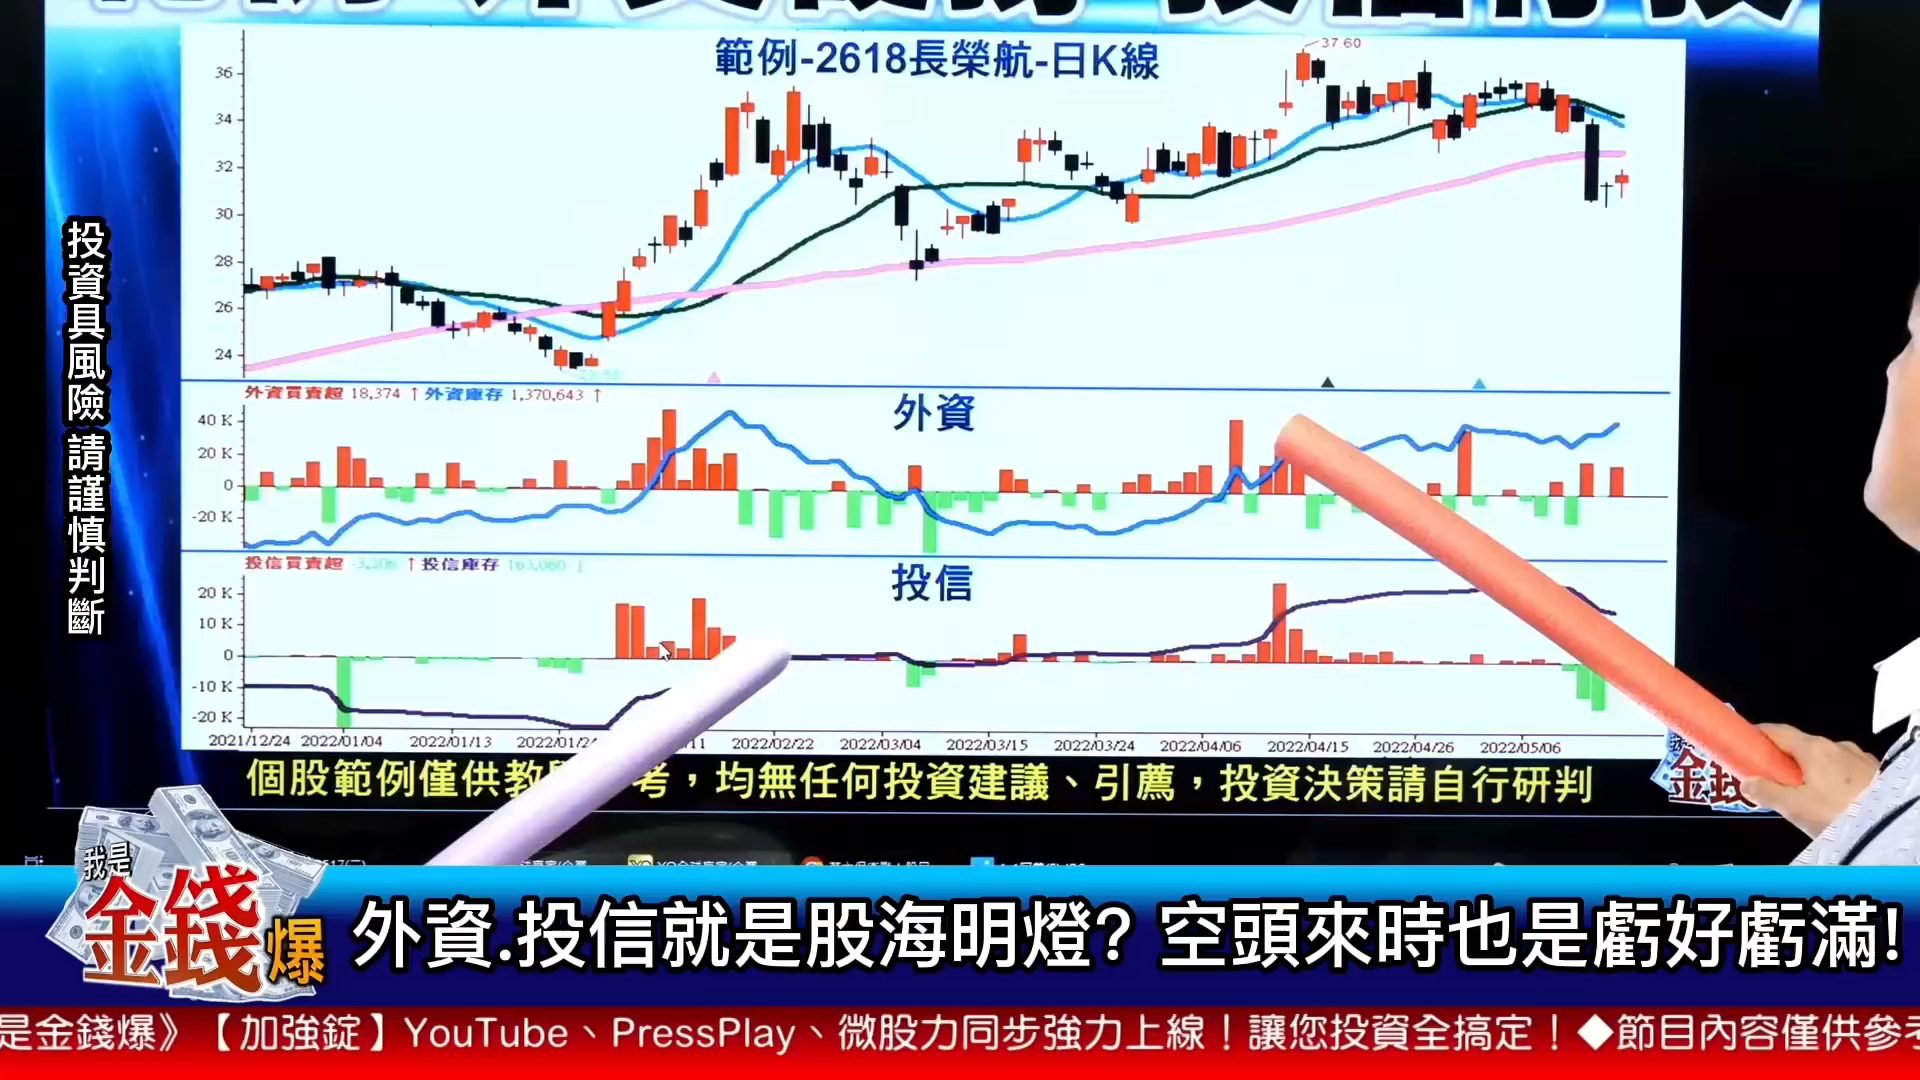 範例-2618長榮航-日K線
37.60
36
34
32
30
28
26
24
外資買賣超 18,374 ↑ 外資庫存 1,370,643 ↑
外資
40 K
20 K
0
-20 K
投信買賣超 -3,206 ↑ 投信庫存 163,060 ↓
投信
20 K
10 K
0
-10 K
-20 K
2021/12/24 2022/01/04 2022/01/13 2022/01/24 11 2022/02/22 2022/03/04 2022/03/15 2022/03/24 2022/04/06 2022/04/15 2022/04/26 2022/05/06
個股範例僅供教 考，均無任何投資建議、引薦，投資決策請自行研判
投資具風險 請謹慎判斷
我是
金錢爆
外資.投信就是股海明燈? 空頭來時也是虧好虧滿!
是金錢爆》【加強錠】YouTube、PressPlay、微股力同步強力上線！讓您投資全搞定！◆節目內容僅供參考